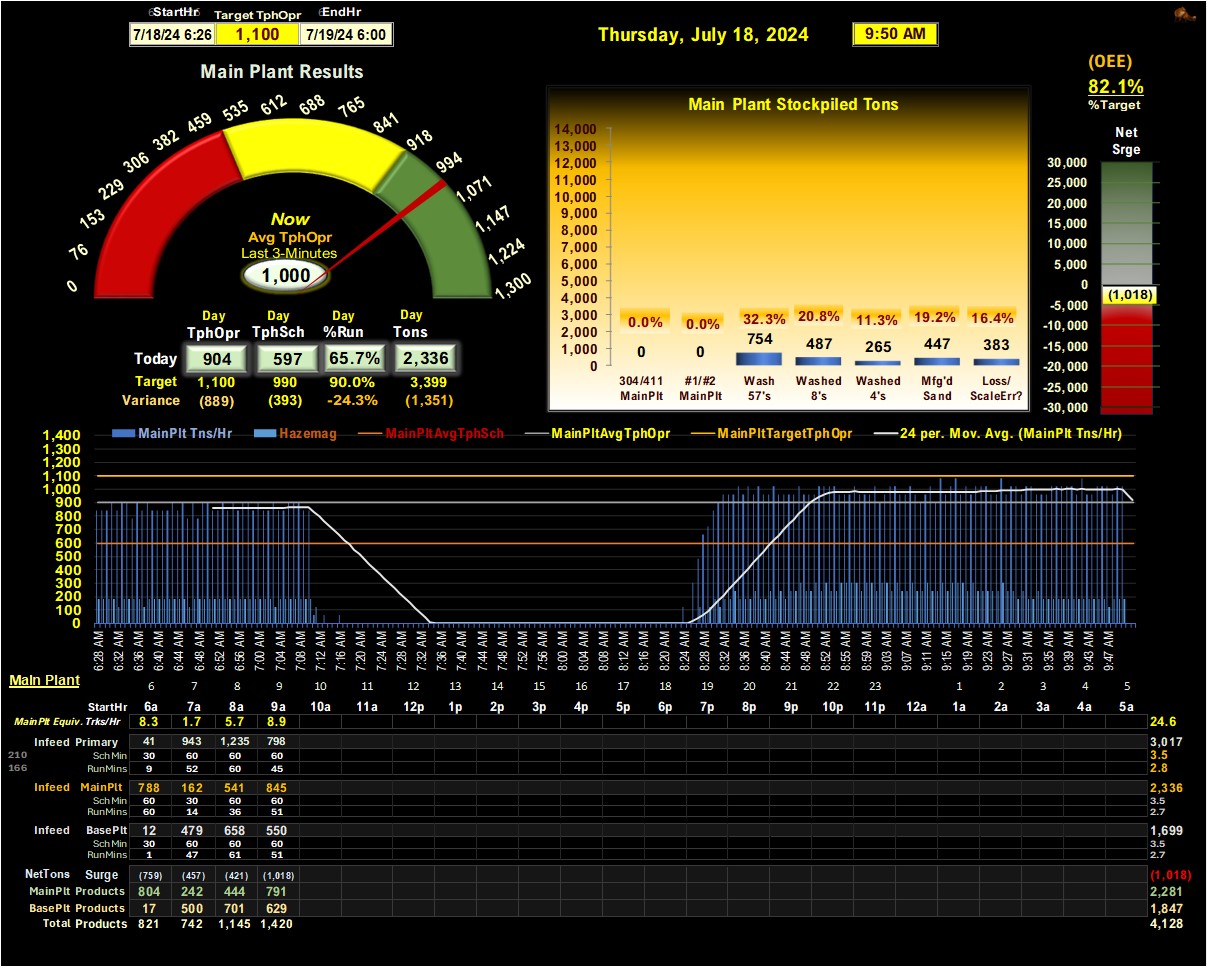 StartHr Target TphOpr EndHr
7/18/24 6:26 1,100 7/19/24 6:00
Thursday, July 18, 2024 9:50 AM
Main Plant Results
(OEE)
82.1%
%Target
0 76 153 229 306 382 459 535 612 688 765 841 918 994 1,071 1,147 1,224 1,300
Now
Avg TphOpr
Last 3-Minutes
1,000
Day Day Day Day
TphOpr TphSch %Run Tons
Today 904 597 65.7% 2,336
Target 1,100 990 90.0% 3,399
Variance (889) (393) -24.3% (1,351)
Main Plant Stockpiled Tons
14,000
13,000
12,000
11,000
10,000
9,000
8,000
7,000
6,000
5,000
4,000
3,000
2,000
1,000
0
0.0% 0.0% 32.3% 20.8% 11.3% 19.2% 16.4%
0 0 754 487 265 447 383
304/411 #1/#2 Wash Washed Washed Mfg'd Loss/
MainPlt MainPlt 57's 8's 4's Sand ScaleErr?
Net
Srge
30,000
25,000
20,000
15,000
10,000
5,000
0
(1,018)
-5,000
-10,000
-15,000
-20,000
-25,000
-30,000
MainPlt Tns/Hr Hazemag MainPltAvgTphSch MainPltAvgTphOpr MainPltTargetTphOpr 24 per. Mov. Avg. (MainPlt Tns/Hr)
1,400
1,300
1,200
1,100
1,000
900
800
700
600
500
400
300
200
100
0
6:28 AM 6:32 AM 6:36 AM 6:40 AM 6:44 AM 6:48 AM 6:52 AM 6:56 AM 7:00 AM 7:04 AM 7:08 AM 7:12 AM 7:16 AM 7:20 AM 7:24 AM 7:28 AM 7:32 AM 7:36 AM 7:40 AM 7:44 AM 7:48 AM 7:52 AM 7:56 AM 8:00 AM 8:04 AM 8:08 AM 8:12 AM 8:16 AM 8:20 AM 8:24 AM 8:28 AM 8:32 AM 8:36 AM 8:40 AM 8:44 AM 8:48 AM 8:52 AM 8:55 AM 8:59 AM 9:03 AM 9:07 AM 9:11 AM 9:15 AM 9:19 AM 9:23 AM 9:27 AM 9:31 AM 9:35 AM 9:39 AM 9:43 AM 9:47 AM
Main Plant
6 7 8 9 10 11 12 13 14 15 16 17 18 19 20 21 22 23 1 2 3 4 5
StartHr 6a 7a 8a 9a 10a 11a 12p 1p 2p 3p 4p 5p 6p 7p 8p 9p 10p 11p 12a 1a 2a 3a 4a 5a
MainPlt Equiv. Trks/Hr 8.3 1.7 5.7 8.9 24.6
Infeed Primary 41 943 1,235 798 3,017
210 Sch Min 30 60 60 60 3.5
166 RunMins 9 52 60 45 2.8
Infeed MainPlt 788 162 541 845 2,336
Sch Min 60 30 60 60 3.5
RunMins 60 14 36 51 2.7
Infeed BasePlt 12 479 658 550 1,699
Sch Min 30 60 60 60 3.5
RunMins 1 47 61 51 2.7
NetTons Surge (759) (457) (421) (1,018) (1,018)
MainPlt Products 804 242 444 791 2,281
BasePlt Products 17 500 701 629 1,847
Total Products 821 742 1,145 1,420 4,128